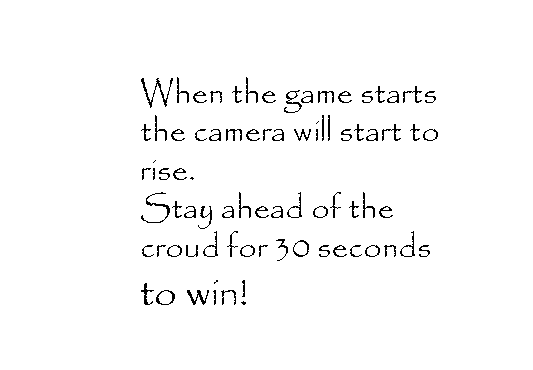 When the game starts
the camera will start to
rise.
Stay ahead of the
croud for 30 seconds
to win!